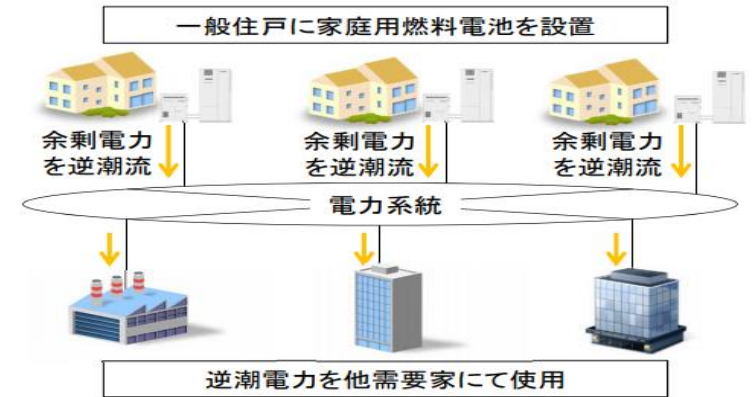 一般住戸に家庭用燃料電池を設置
余剰電力
を逆潮流
余剰電力
を逆潮流
余剰電力
を逆潮流
電力系統
逆潮電力を他需要家にて使用